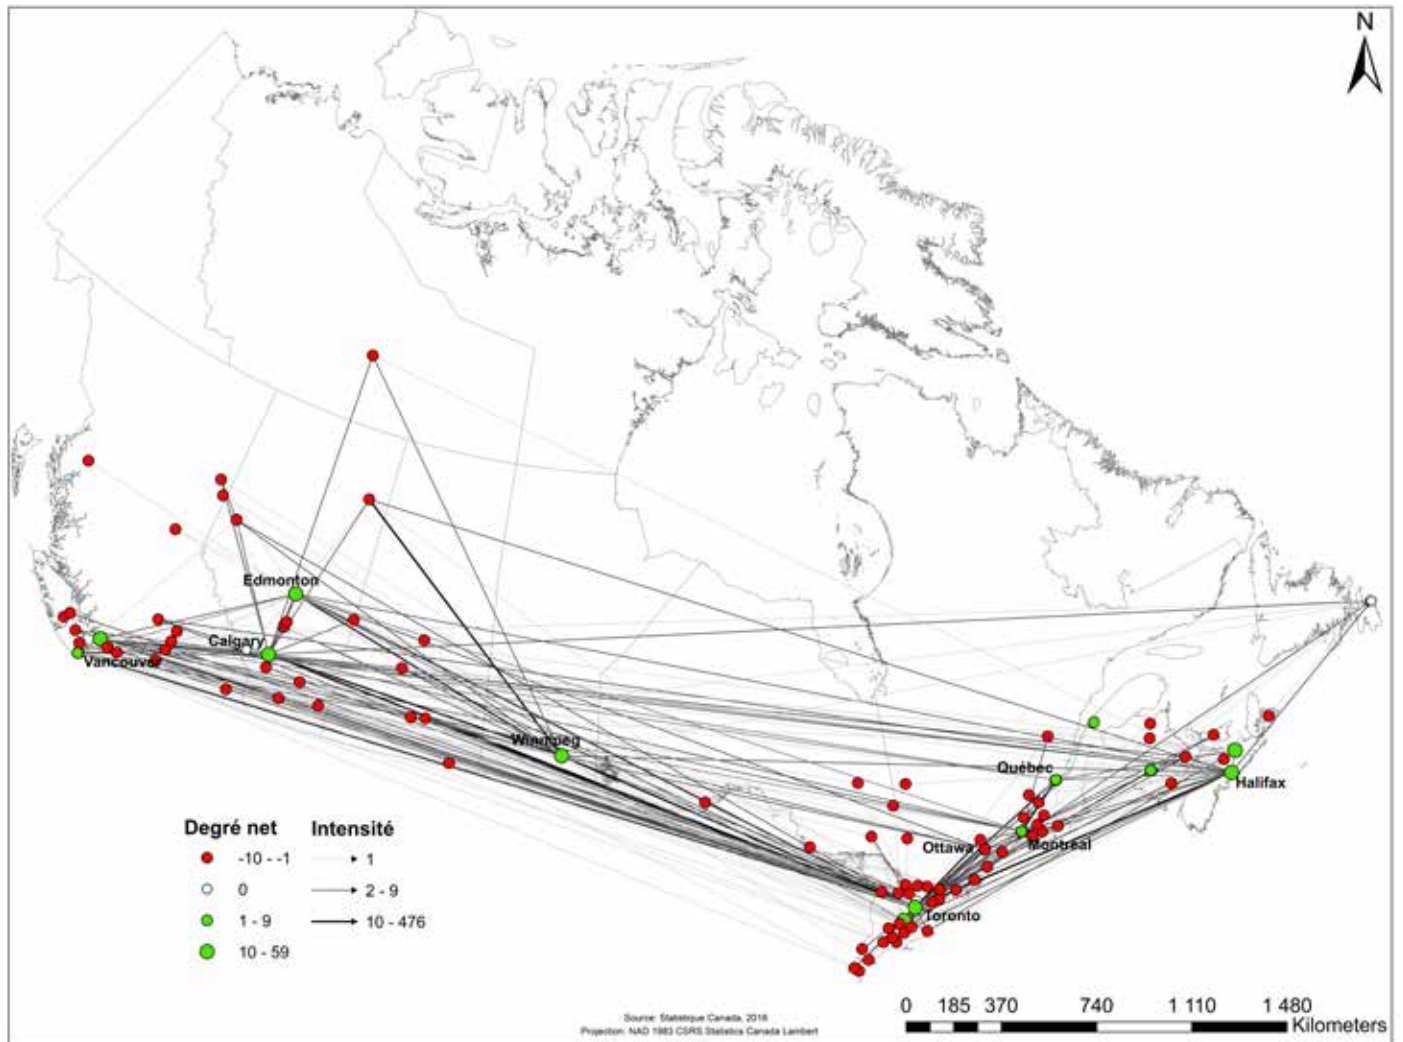 N
Edmonton
Calgary
Vancouver
Winnipeg
Québec
Halifax
Ottawa
Montréal
Toronto
Degré net Intensité
-10 - -1 1
0 2 - 9
1 - 9 10 - 476
10 - 59
0 185 370 740 1 110 1 480
Kilometers
Source: Statistique Canada, 2016
Projection: NAD 1983 CSRS Statistics Canada Lambert